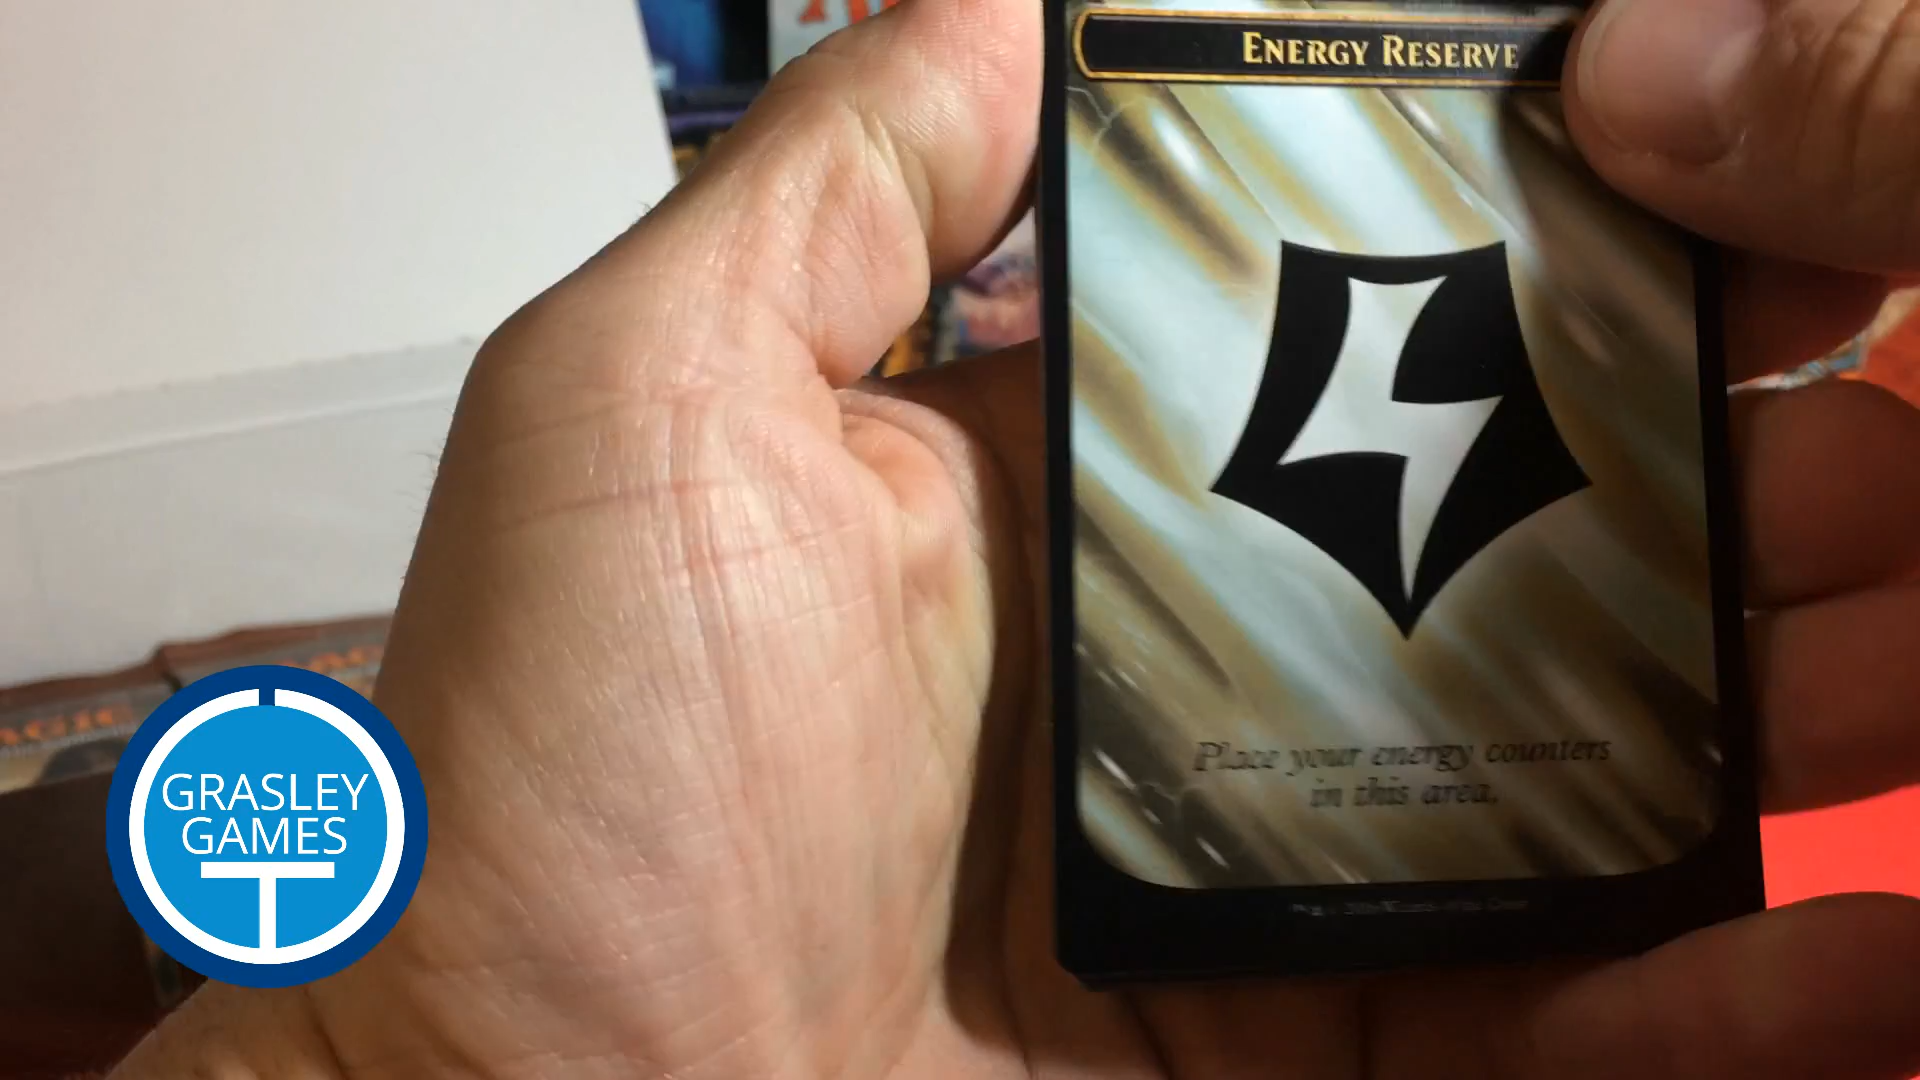 ENERGY RESERVE
Place your energy counters
in this area.
GRASLEY
GAMES